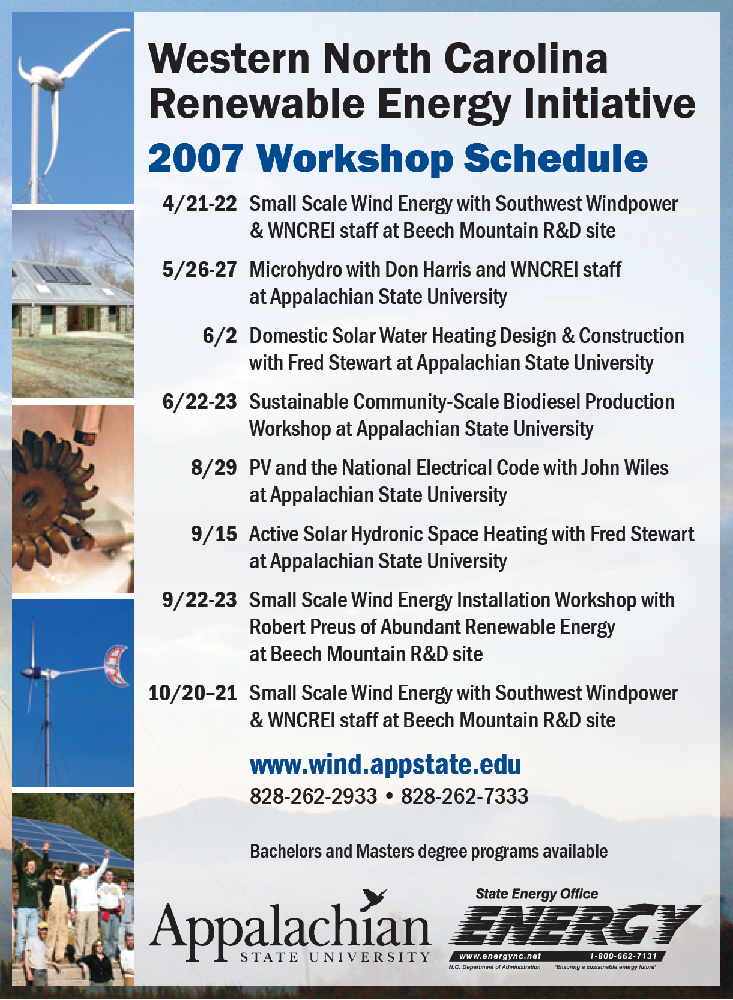 Western North Carolina
Renewable Energy Initiative
2007 Workshop Schedule
4/21-22 Small Scale Wind Energy with Southwest Windpower
& WNCREI staff at Beech Mountain R&D site
5/26-27 Microhydro with Don Harris and WNCREI staff
at Appalachian State University
6/2 Domestic Solar Water Heating Design & Construction
with Fred Stewart at Appalachian State University
6/22-23 Sustainable Community-Scale Biodiesel Production
Workshop at Appalachian State University
8/29 PV and the National Electrical Code with John Wiles
at Appalachian State University
9/15 Active Solar Hydronic Space Heating with Fred Stewart
at Appalachian State University
9/22-23 Small Scale Wind Energy Installation Workshop with
Robert Preus of Abundant Renewable Energy
at Beech Mountain R&D site
10/20–21 Small Scale Wind Energy with Southwest Windpower
& WNCREI staff at Beech Mountain R&D site
www.wind.appstate.edu
828-262-2933 • 828-262-7333
Bachelors and Masters degree programs available
Appalachian
STATE UNIVERSITY
State Energy Office
ENERGY
www.energync.net 1-800-662-7131
N.C. Department of Administration "Ensuring a sustainable energy future"